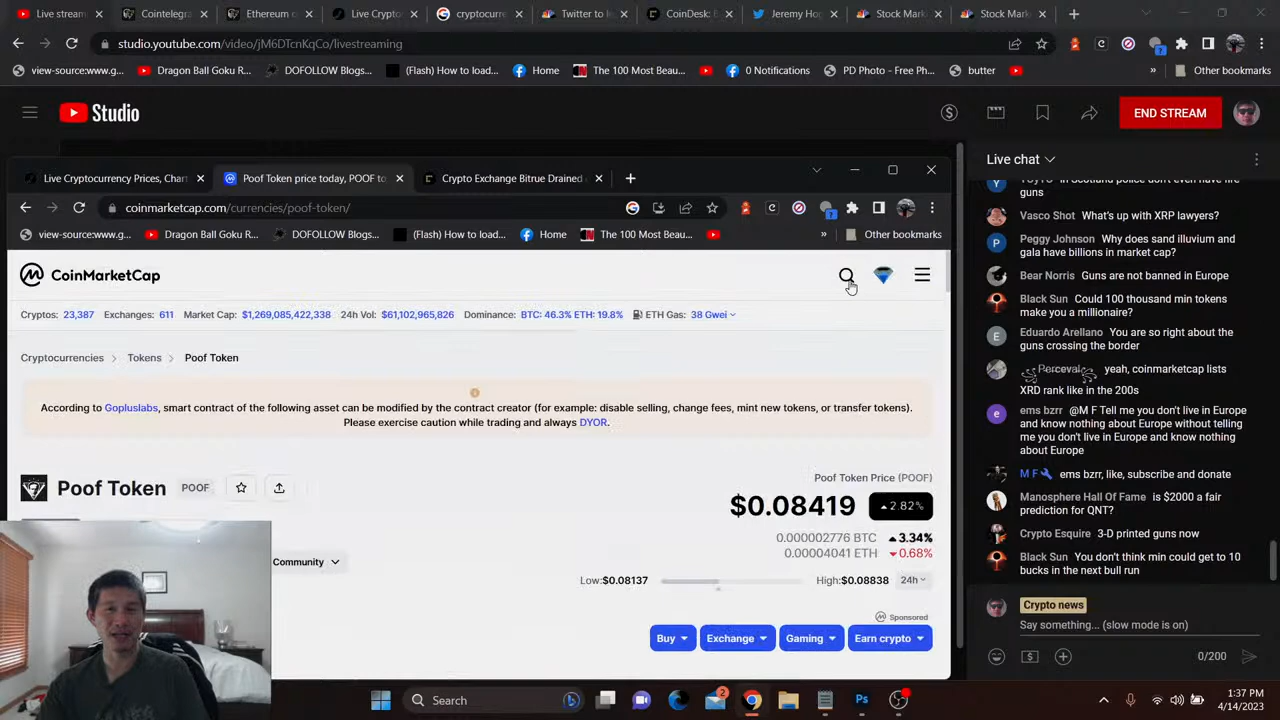 Live stream
Cointelegra
Ethereum c
Live Crypto
cryptocurre
Twitter to le
CoinDesk: B
Jeremy Hog
Stock Mark
Stock Mark
studio.youtube.com/video/jM6DTcnKqCo/livestreaming
view-source:www.g...
Dragon Ball Goku R...
DOFOLLOW Blogs...
(Flash) How to load...
Home
The 100 Most Beau...
0 Notifications
PD Photo - Free Ph...
butter
»
Other bookmarks
Studio
END STREAM
Live Cryptocurrency Prices, Chart
Poof Token price today, POOF to
Crypto Exchange Bitrue Drained
coinmarketcap.com/currencies/poof-token/
view-source:www.g...
Dragon Ball Goku R...
DOFOLLOW Blogs...
(Flash) How to load...
Home
The 100 Most Beau...
»
Other bookmarks
CoinMarketCap
Cryptos: 23,387 Exchanges: 611 Market Cap: $1,269,085,422,338 24h Vol: $61,102,965,826 Dominance: BTC: 46.3% ETH: 19.8% ETH Gas: 38 Gwei
Cryptocurrencies > Tokens > Poof Token
According to Gopluslabs, smart contract of the following asset can be modified by the contract creator (for example: disable selling, change fees, mint new tokens, or transfer tokens).
Please exercise caution while trading and always DYOR.
Poof Token POOF
Poof Token Price (POOF)
$0.08419 2.82%
0.000002776 BTC 3.34%
0.00004041 ETH 0.68%
Community
Low:$0.08137 High:$0.08838 24h
Sponsored
Buy
Exchange
Gaming
Earn crypto
Live chat
in Scotland police don't even have fire
guns
Vasco Shot What's up with XRP lawyers?
Peggy Johnson Why does sand illuvium and
gala have billions in market cap?
Bear Norris Guns are not banned in Europe
Black Sun Could 100 thousand min tokens
make you a millionaire?
Eduardo Arellano You are so right about the
guns crossing the border
Perceval yeah, coinmarketcap lists
XRD rank like in the 200s
ems bzrr @M F Tell me you don't live in Europe
and know nothing about Europe without telling
me you don't live in Europe and know nothing
about Europe
M F ems bzrr, like, subscribe and donate
Manosphere Hall Of Fame is $2000 a fair
prediction for QNT?
Crypto Esquire 3-D printed guns now
Black Sun You don't think min could get to 10
bucks in the next bull run
Crypto news
Say something... (slow mode is on)
0/200
Search
2
Ps
1:37 PM
4/14/2023